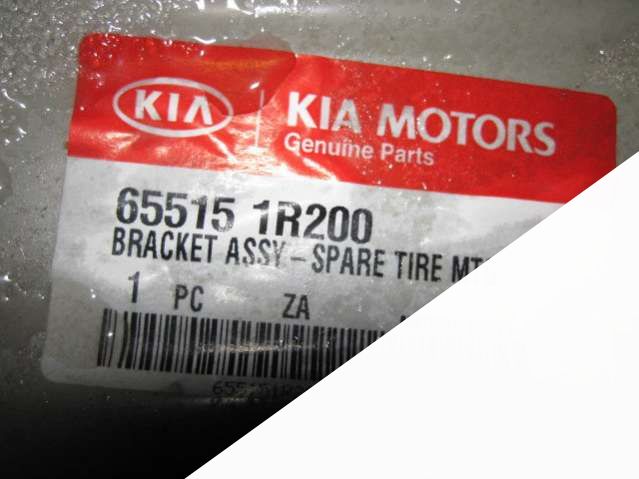 KIA
KIA MOTORS
Genuine Parts
65515 1R200
BRACKET ASSY-SPARE TIRE
1 PC ZA